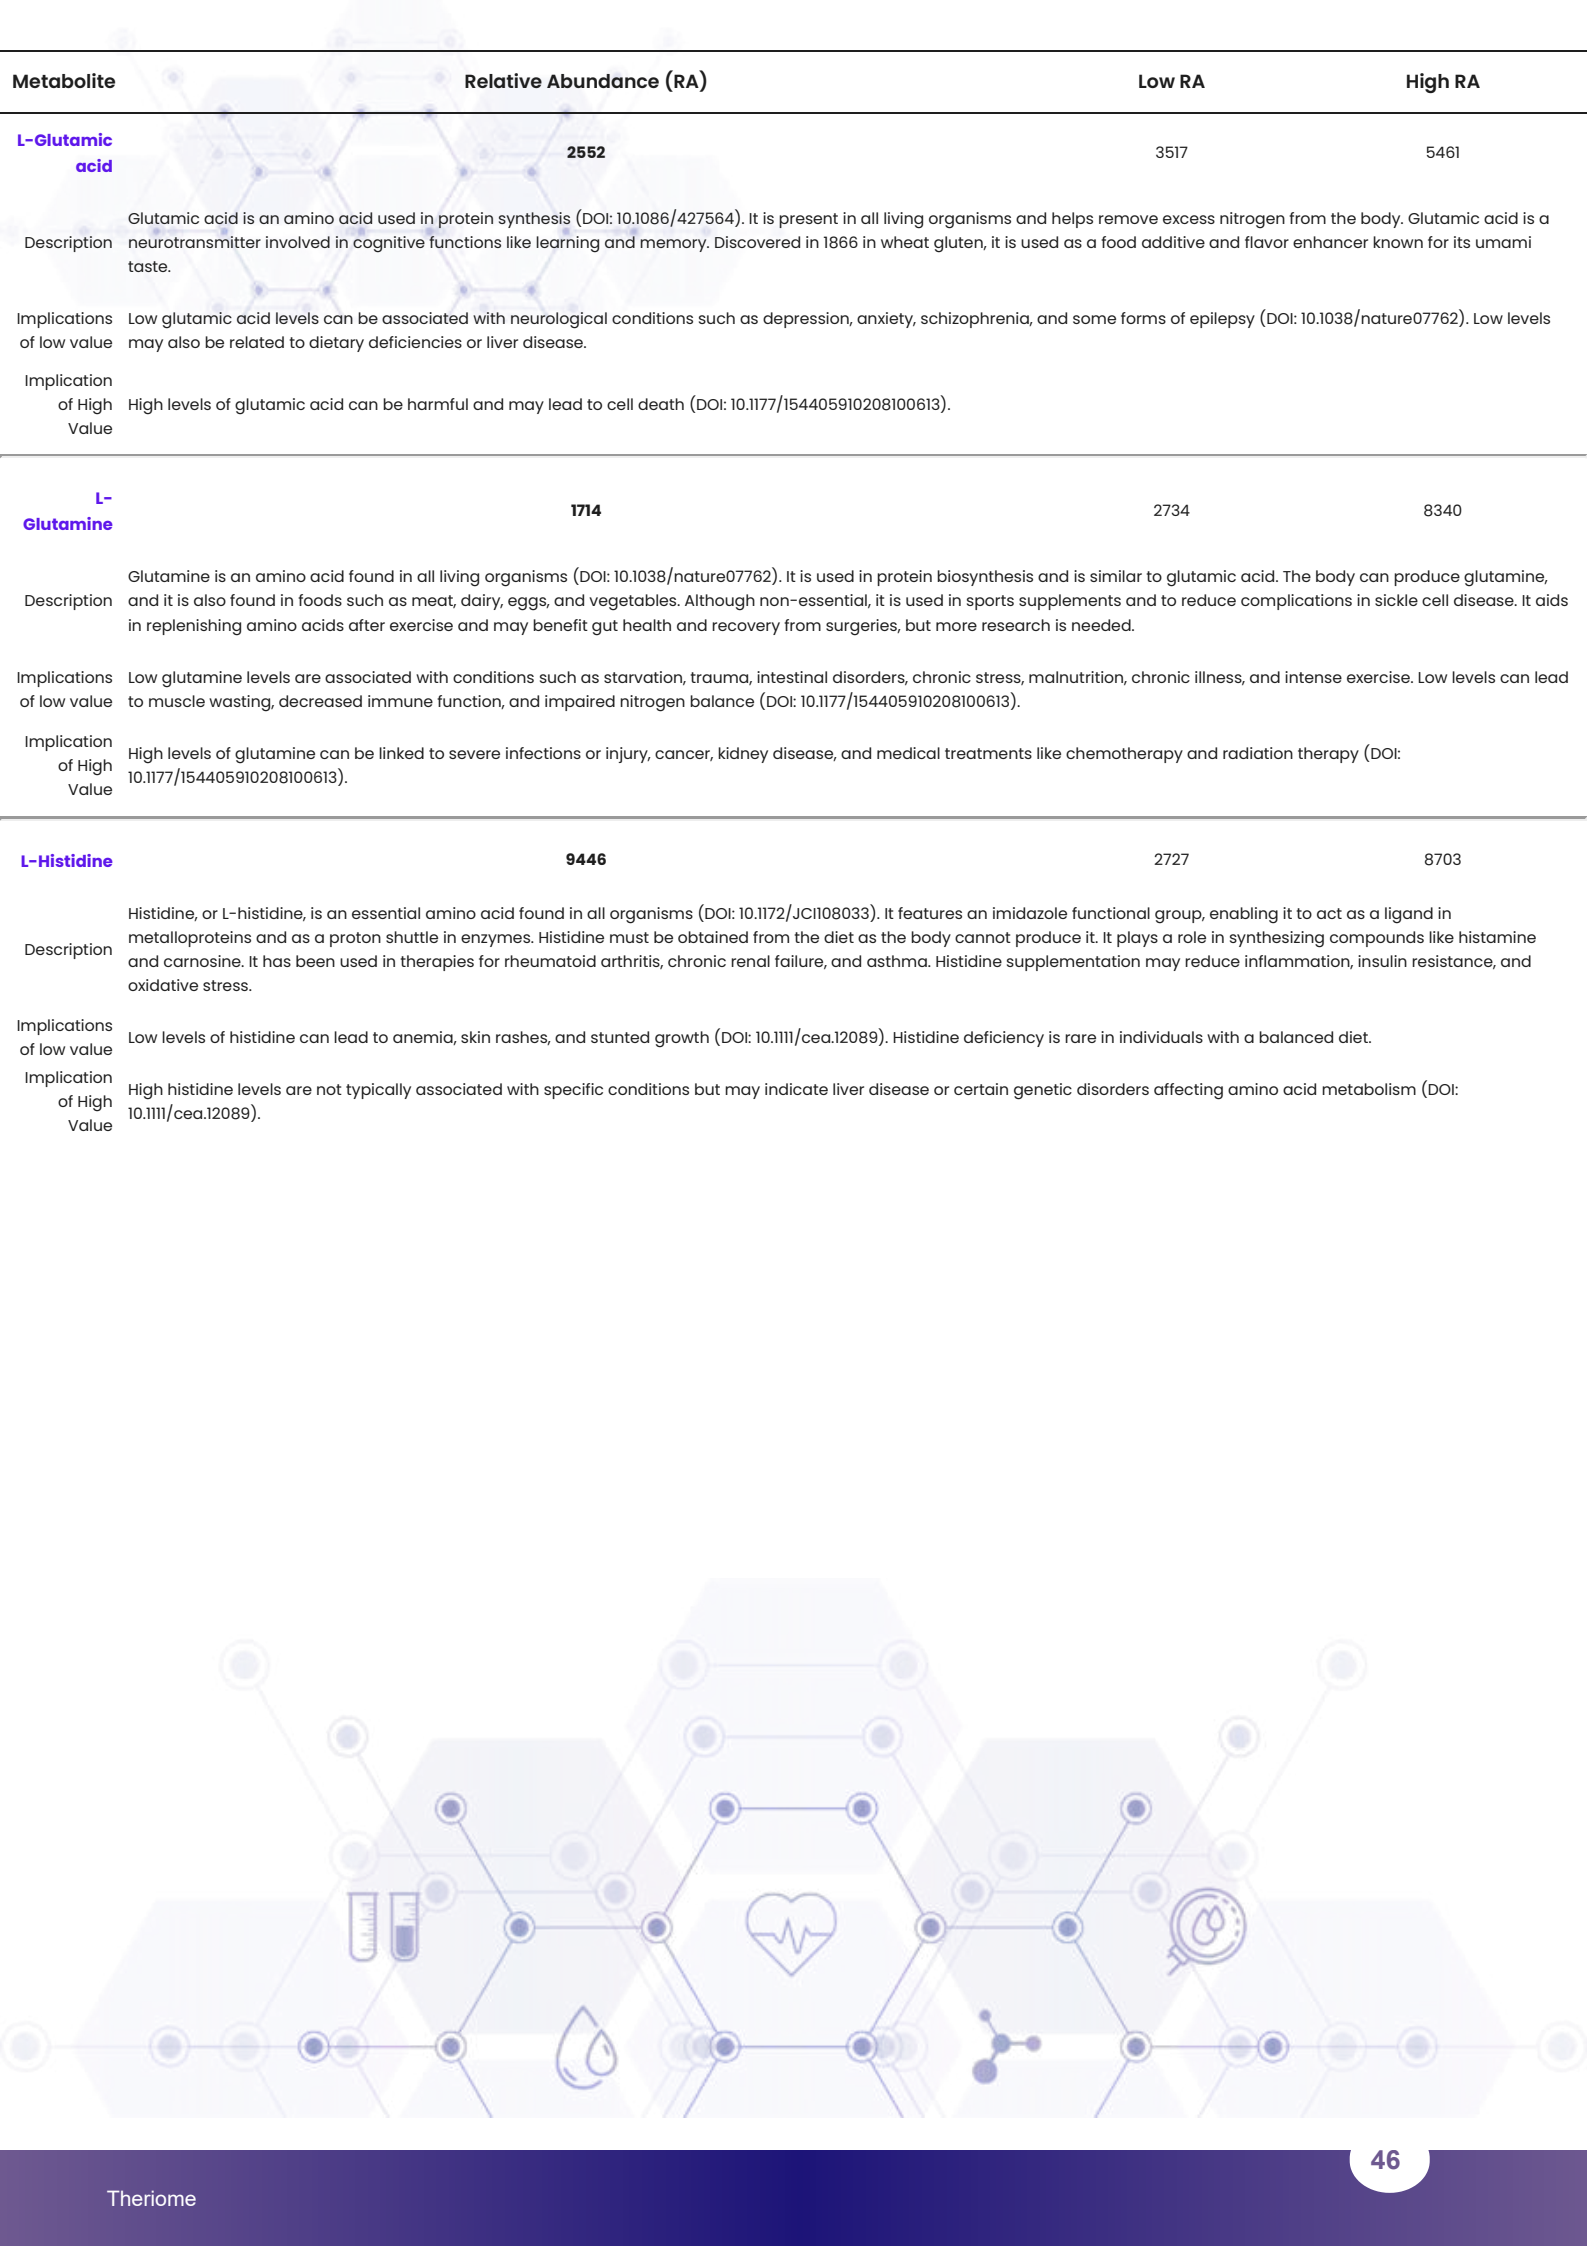 Metabolite Relative Abundance (RA) Low RA High RA
L-Glutamic
acid
2552 3517 5461
Description
Glutamic acid is an amino acid used in protein synthesis (DOI: 10.1086/427564). It is present in all living organisms and helps remove excess nitrogen from the body. Glutamic acid is a
neurotransmitter involved in cognitive functions like learning and memory. Discovered in 1866 in wheat gluten, it is used as a food additive and flavor enhancer known for its umami
taste.
Implications
of low value
Low glutamic acid levels can be associated with neurological conditions such as depression, anxiety, schizophrenia, and some forms of epilepsy (DOI: 10.1038/nature07762). Low levels
may also be related to dietary deficiencies or liver disease.
Implication
of High
Value
High levels of glutamic acid can be harmful and may lead to cell death (DOI: 10.1177/154405910208100613).
L-
Glutamine
1714 2734 8340
Description
Glutamine is an amino acid found in all living organisms (DOI: 10.1038/nature07762). It is used in protein biosynthesis and is similar to glutamic acid. The body can produce glutamine,
and it is also found in foods such as meat, dairy, eggs, and vegetables. Although non-essential, it is used in sports supplements and to reduce complications in sickle cell disease. It aids
in replenishing amino acids after exercise and may benefit gut health and recovery from surgeries, but more research is needed.
Implications
of low value
Low glutamine levels are associated with conditions such as starvation, trauma, intestinal disorders, chronic stress, malnutrition, chronic illness, and intense exercise. Low levels can lead
to muscle wasting, decreased immune function, and impaired nitrogen balance (DOI: 10.1177/154405910208100613).
Implication
of High
Value
High levels of glutamine can be linked to severe infections or injury, cancer, kidney disease, and medical treatments like chemotherapy and radiation therapy (DOI:
10.1177/154405910208100613).
L-Histidine 9446 2727 8703
Description
Histidine, or L-histidine, is an essential amino acid found in all organisms (DOI: 10.1172/JCI108033). It features an imidazole functional group, enabling it to act as a ligand in
metalloproteins and as a proton shuttle in enzymes. Histidine must be obtained from the diet as the body cannot produce it. It plays a role in synthesizing compounds like histamine
and carnosine. It has been used in therapies for rheumatoid arthritis, chronic renal failure, and asthma. Histidine supplementation may reduce inflammation, insulin resistance, and
oxidative stress.
Implications
of low value
Low levels of histidine can lead to anemia, skin rashes, and stunted growth (DOI: 10.1111/cea.12089). Histidine deficiency is rare in individuals with a balanced diet.
Implication
of High
Value
High histidine levels are not typically associated with specific conditions but may indicate liver disease or certain genetic disorders affecting amino acid metabolism (DOI:
10.1111/cea.12089).
46
Theriome